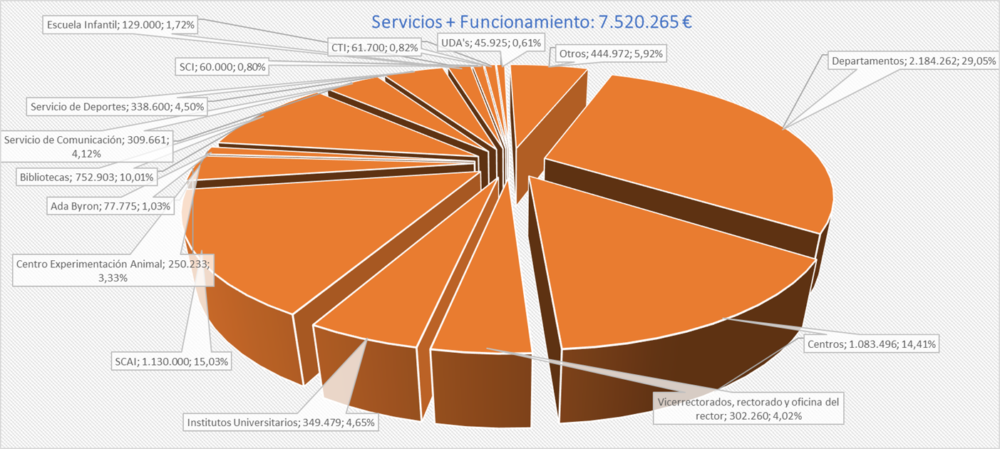 Servicios + Funcionamiento: 7.520.265 €
Escuela Infantil; 129.000; 1,72%
CTI; 61.700; 0,82%
UDA's; 45.925; 0,61%
Otros; 444.972; 5,92%
Departamentos; 2.184.262; 29,05%
SCI; 60.000; 0,80%
Servicio de Deportes; 338.600; 4,50%
Servicio de Comunicación; 309.661;
4,12%
Bibliotecas; 752.903; 10,01%
Ada Byron; 77.775; 1,03%
Centro Experimentación Animal; 250.233;
3,33%
SCAI; 1.130.000; 15,03%
Centros; 1.083.496; 14,41%
Vicerrectorados, rectorado y oficina del
rector; 302.260; 4,02%
Institutos Universitarios; 349.479; 4,65%